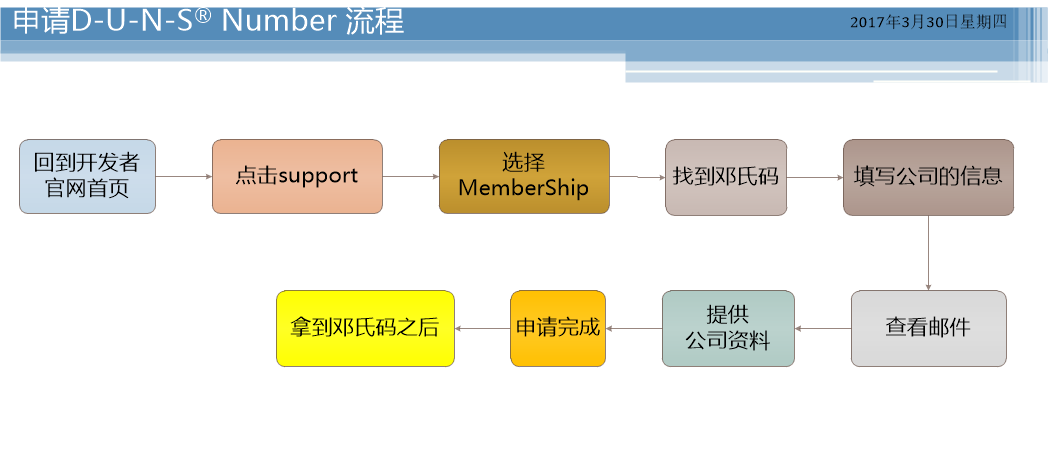 申请D-U-N-S® Number 流程
2017年3月30日星期四
回到开发者
官网首页
点击support
选择
MemberShip
找到邓氏码
填写公司的信息
查看邮件
提供
公司资料
申请完成
拿到邓氏码之后